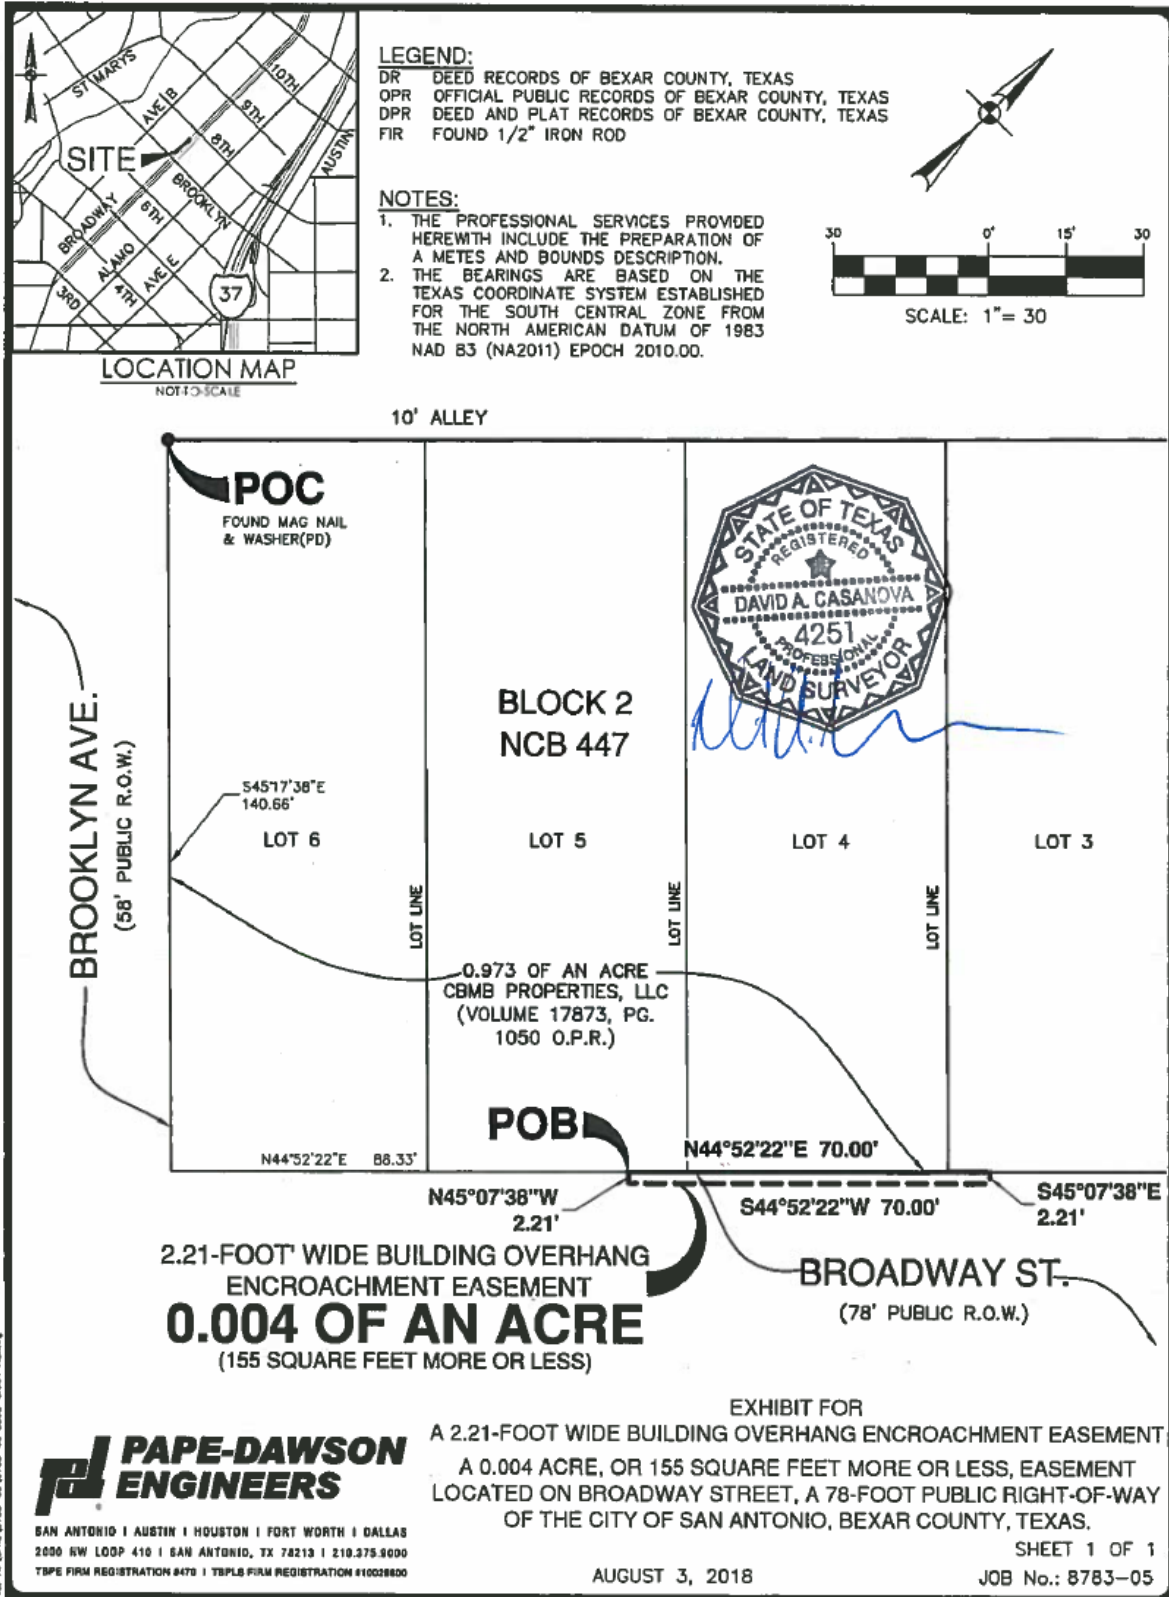 ST MARYS
AVE B
10TH
9TH
8TH
AUSTIN
SITE
BROOKLYN
BROADWAY
6TH
ALAMO
AVE E
4TH
3RD
37
LOCATION MAP
NOT-TO-SCALE
LEGEND:
DR DEED RECORDS OF BEXAR COUNTY, TEXAS
OPR OFFICIAL PUBLIC RECORDS OF BEXAR COUNTY, TEXAS
DPR DEED AND PLAT RECORDS OF BEXAR COUNTY, TEXAS
FIR FOUND 1/2" IRON ROD
NOTES:
1. THE PROFESSIONAL SERVICES PROVIDED
HEREWITH INCLUDE THE PREPARATION OF
A METES AND BOUNDS DESCRIPTION.
2. THE BEARINGS ARE BASED ON THE
TEXAS COORDINATE SYSTEM ESTABLISHED
FOR THE SOUTH CENTRAL ZONE FROM
THE NORTH AMERICAN DATUM OF 1983
NAD 83 (NA2011) EPOCH 2010.00.
30 0' 15' 30
SCALE: 1"= 30
10' ALLEY
POC
FOUND MAG NAIL
& WASHER(PD)
STATE OF TEXAS
REGISTERED
DAVID A. CASANOVA
4251
PROFESSIONAL
LAND SURVEYOR
BLOCK 2
NCB 447
BROOKLYN AVE.
(58' PUBLIC R.O.W.)
S45°17'38"E
140.66'
LOT 6
LOT 5
LOT 4
LOT 3
LOT LINE
LOT LINE
LOT LINE
0.973 OF AN ACRE
CBMB PROPERTIES, LLC
(VOLUME 17873, PG.
1050 O.P.R.)
POB
N44°52'22"E 70.00'
N44°52'22"E 88.33'
N45°07'38"W
2.21'
S44°52'22"W 70.00'
S45°07'38"E
2.21'
2.21-FOOT' WIDE BUILDING OVERHANG
ENCROACHMENT EASEMENT
0.004 OF AN ACRE
(155 SQUARE FEET MORE OR LESS)
BROADWAY ST.
(78' PUBLIC R.O.W.)
EXHIBIT FOR
A 2.21-FOOT WIDE BUILDING OVERHANG ENCROACHMENT EASEMENT
A 0.004 ACRE, OR 155 SQUARE FEET MORE OR LESS, EASEMENT
LOCATED ON BROADWAY STREET, A 78-FOOT PUBLIC RIGHT-OF-WAY
OF THE CITY OF SAN ANTONIO, BEXAR COUNTY, TEXAS.
PAPE-DAWSON
ENGINEERS
SAN ANTONIO I AUSTIN I HOUSTON I FORT WORTH I DALLAS
2000 NW LOOP 410 I SAN ANTONIO, TX 78213 I 210.375.9000
TBPE FIRM REGISTRATION #470 I TBPLS FIRM REGISTRATION #10028800
AUGUST 3, 2018
SHEET 1 OF 1
JOB No.: 8783-05